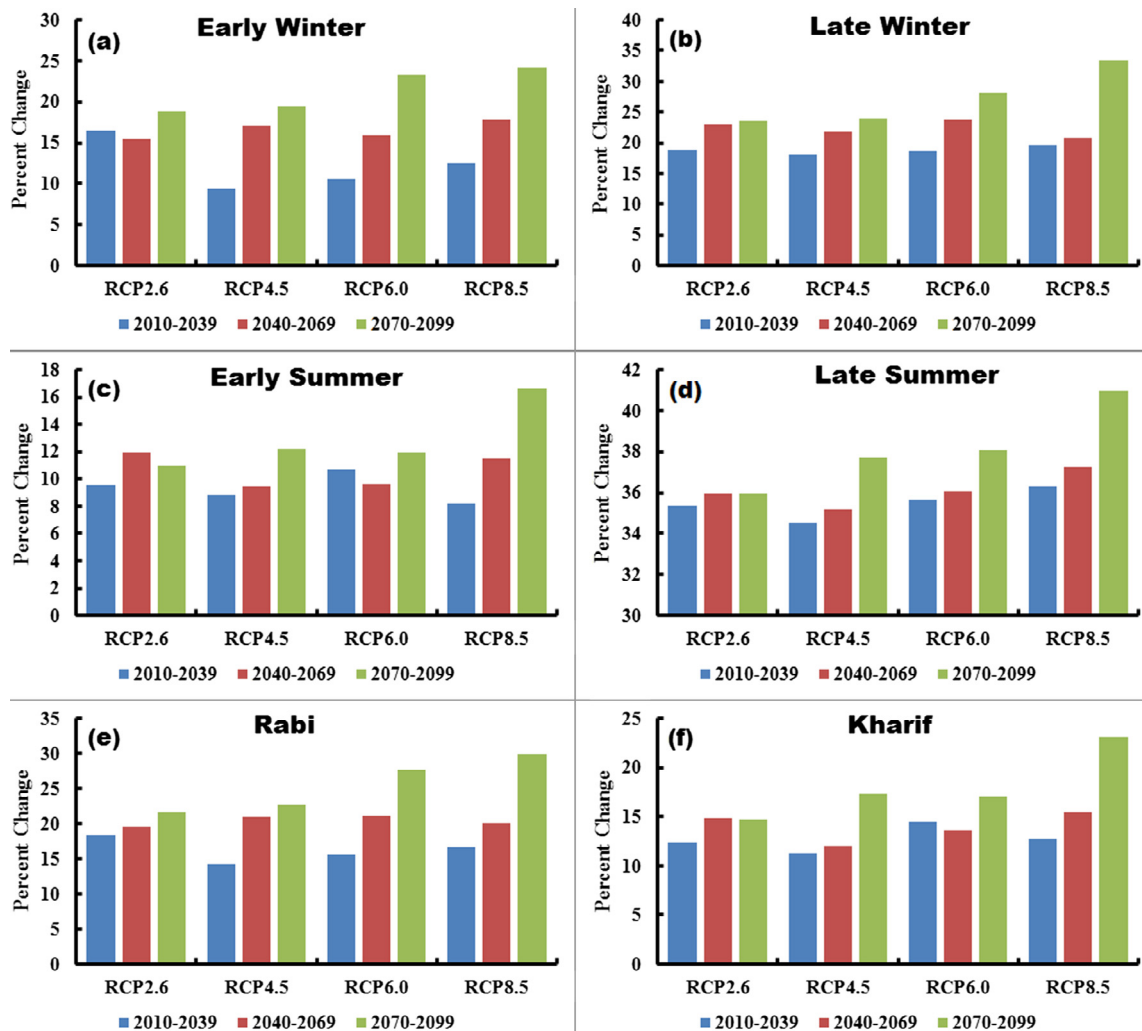 (a) Early Winter
Percent Change
30
25
20
15
10
5
0
RCP2.6 RCP4.5 RCP6.0 RCP8.5
2010-2039 2040-2069 2070-2099
(b) Late Winter
Percent Change
40
35
30
25
20
15
10
5
0
RCP2.6 RCP4.5 RCP6.0 RCP8.5
2010-2039 2040-2069 2070-2099
(c) Early Summer
Percent Change
18
16
14
12
10
8
6
4
2
0
RCP2.6 RCP4.5 RCP6.0 RCP8.5
2010-2039 2040-2069 2070-2099
(d) Late Summer
Percent Change
42
40
38
36
34
32
30
RCP2.6 RCP4.5 RCP6.0 RCP8.5
2010-2039 2040-2069 2070-2099
(e) Rabi
Percent Change
35
30
25
20
15
10
5
0
RCP2.6 RCP4.5 RCP6.0 RCP8.5
2010-2039 2040-2069 2070-2099
(f) Kharif
Percent Change
25
20
15
10
5
0
RCP2.6 RCP4.5 RCP6.0 RCP8.5
2010-2039 2040-2069 2070-2099